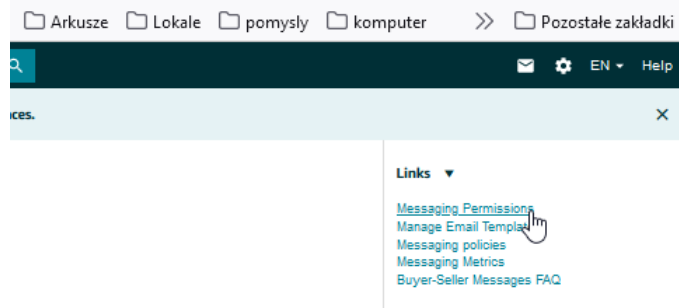 Arkusze Lokale pomysly komputer Pozostałe zakładki
EN Help
ces.
Links
Messaging Permissions
Manage Email
Messaging policies
Messaging Metrics
Buyer-Seller Messages FAQ